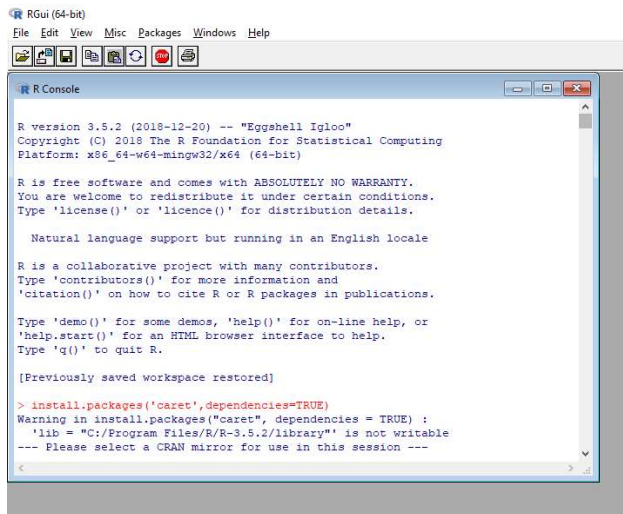 RGui (64-bit)
File Edit View Misc Packages Windows Help
STOP
R Console
R version 3.5.2 (2018-12-20) -- "Eggshell Igloo"
Copyright (C) 2018 The R Foundation for Statistical Computing
Platform: x86_64-w64-mingw32/x64 (64-bit)
R is free software and comes with ABSOLUTELY NO WARRANTY.
You are welcome to redistribute it under certain conditions.
Type 'license()' or 'licence()' for distribution details.
Natural language support but running in an English locale
R is a collaborative project with many contributors.
Type 'contributors()' for more information and
'citation()' on how to cite R or R packages in publications.
Type 'demo()' for some demos, 'help()' for on-line help, or
'help.start()' for an HTML browser interface to help.
Type 'q()' to quit R.
[Previously saved workspace restored]
> install.packages('caret',dependencies=TRUE)
Warning in install.packages("caret", dependencies = TRUE) :
'lib = "C:/Program Files/R/R-3.5.2/library"' is not writable
--- Please select a CRAN mirror for use in this session ---